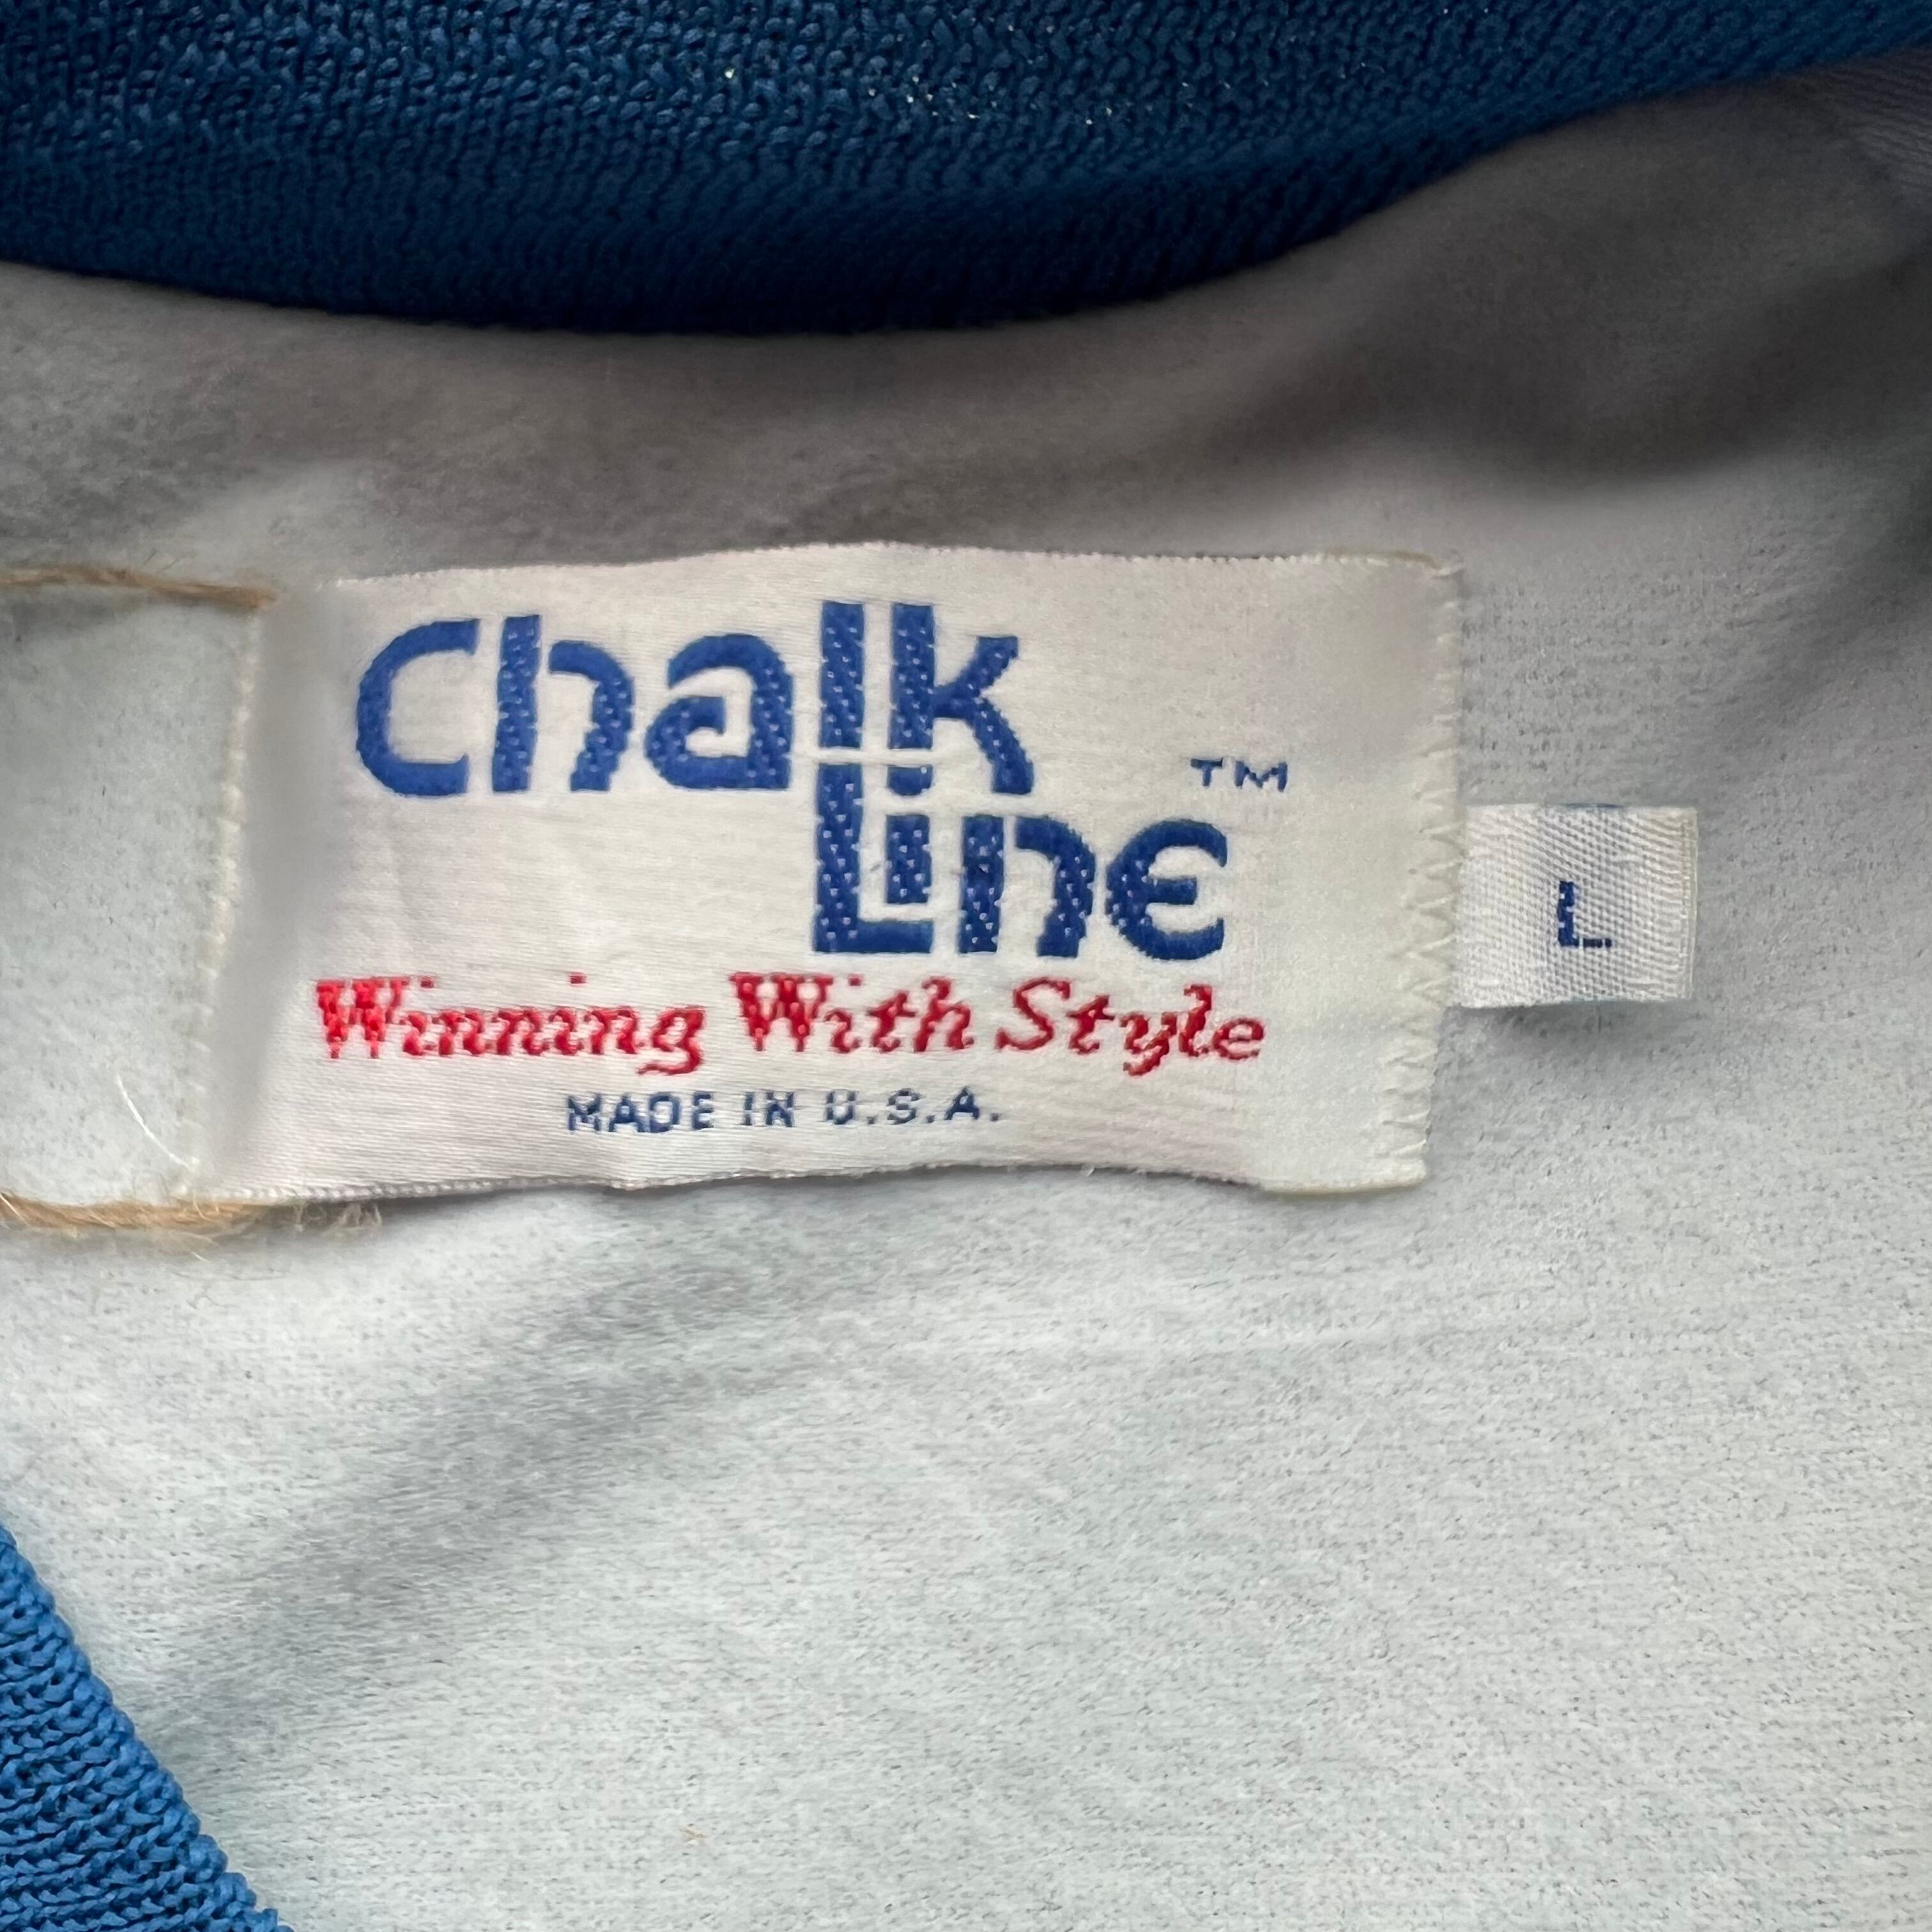 Chalk
Line
TM
Winning With Style
MADE IN U.S.A.
L